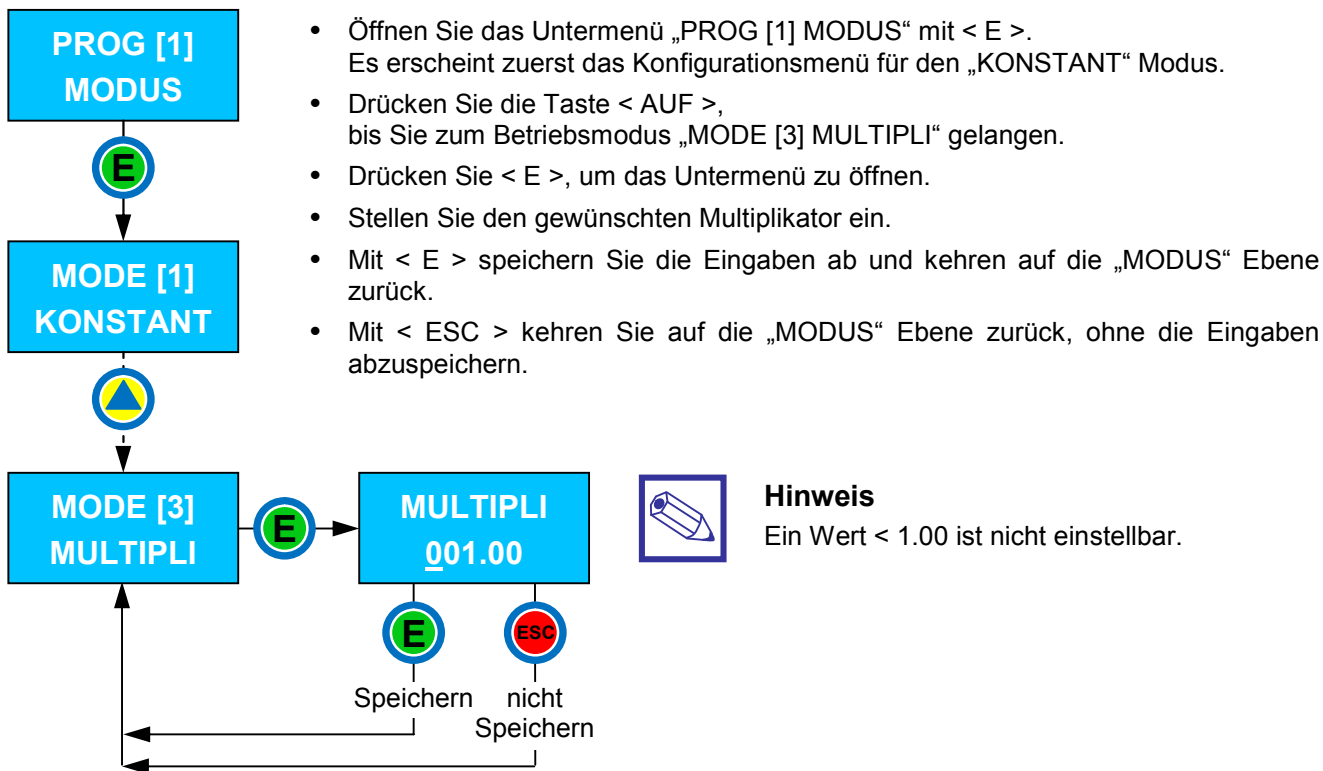 PROG [1]
MODUS
E
MODE [1]
KONSTANT
MODE [3]
MULTIPLI
E
MULTIPLI
001.00
E
ESC
Speichern
nicht
Speichern
• Öffnen Sie das Untermenü „PROG [1] MODUS“ mit < E >.
Es erscheint zuerst das Konfigurationsmenü für den „KONSTANT“ Modus.
• Drücken Sie die Taste < AUF >,
bis Sie zum Betriebsmodus „MODE [3] MULTIPLI“ gelangen.
• Drücken Sie < E >, um das Untermenü zu öffnen.
• Stellen Sie den gewünschten Multiplikator ein.
• Mit < E > speichern Sie die Eingaben ab und kehren auf die „MODUS“ Ebene
zurück.
• Mit < ESC > kehren Sie auf die „MODUS“ Ebene zurück, ohne die Eingaben
abzuspeichern.
Hinweis
Ein Wert < 1.00 ist nicht einstellbar.